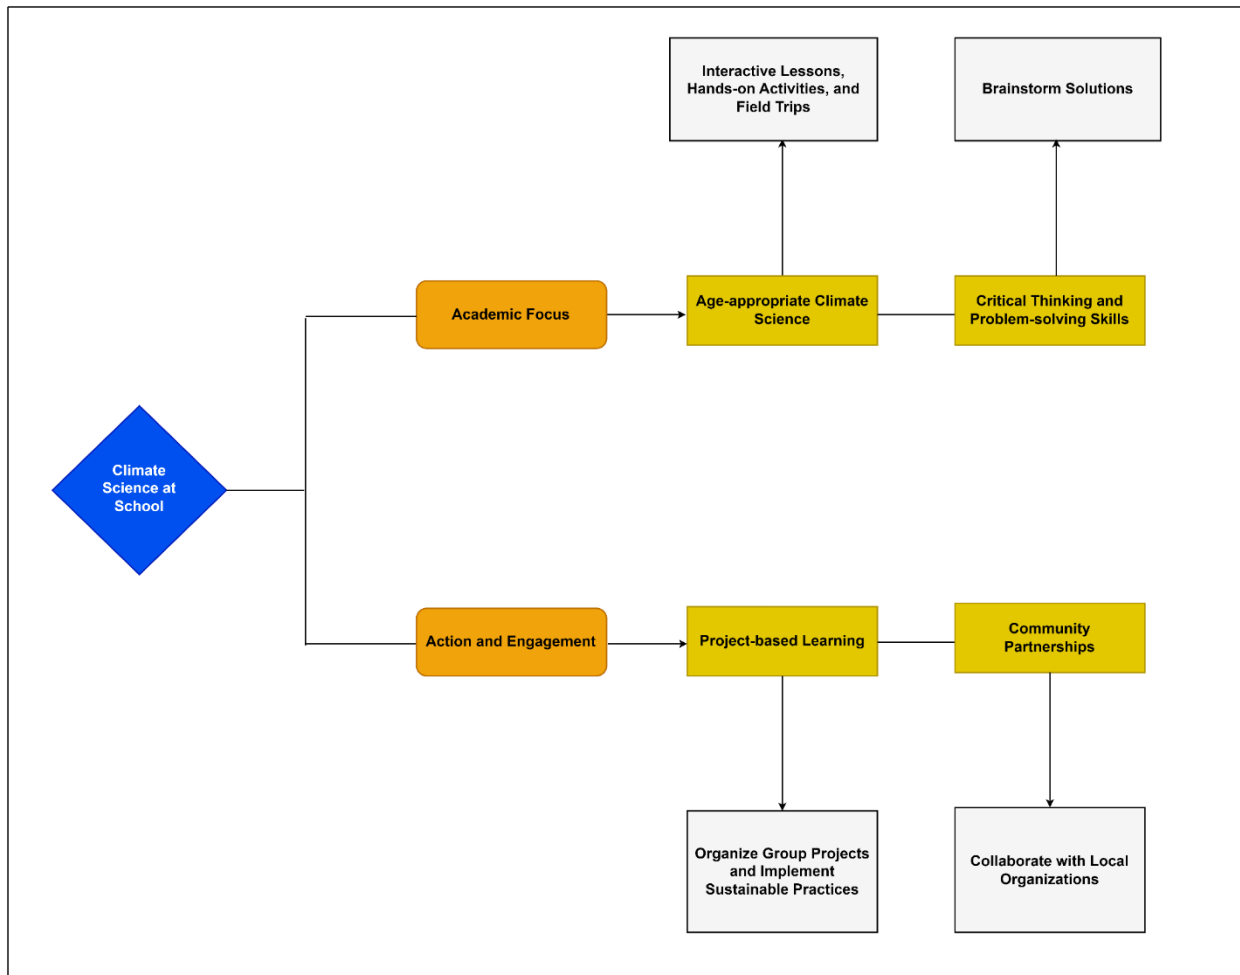 Interactive Lessons,
Hands-on Activities, and
Field Trips
Brainstorm Solutions
Academic Focus
Age-appropriate Climate
Science
Critical Thinking and
Problem-solving Skills
Climate
Science at
School
Action and Engagement
Project-based Learning
Community
Partnerships
Organize Group Projects
and Implement
Sustainable Practices
Collaborate with Local
Organizations